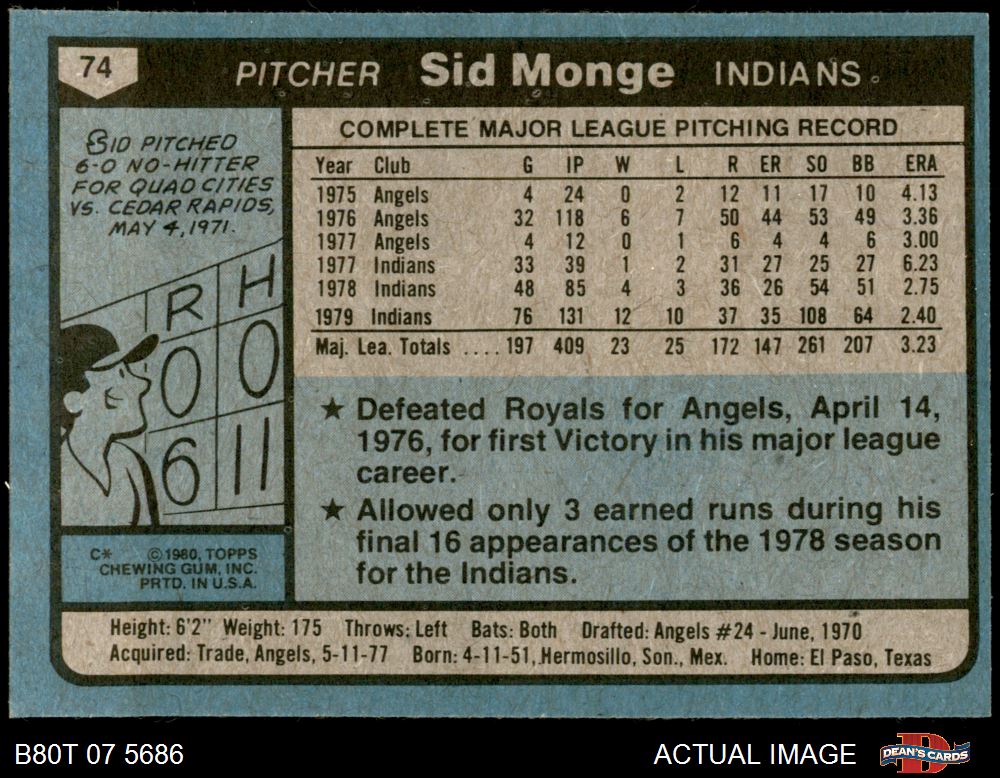 74 PITCHER Sid Monge INDIANS
SID PITCHED
6-0 NO-HITTER
FOR QUAD CITIES
VS. CEDAR RAPIDS,
MAY 4, 1971.
R H
0 0
6 11
C* ©1980, TOPPS
CHEWING GUM, INC.
PRTD. IN U.S.A.
COMPLETE MAJOR LEAGUE PITCHING RECORD
Year Club G IP W L R ER SO BB ERA
1975 Angels 4 24 0 2 12 11 17 10 4.13
1976 Angels 32 118 6 7 50 44 53 49 3.36
1977 Angels 4 12 0 1 6 4 4 6 3.00
1977 Indians 33 39 1 2 31 27 25 27 6.23
1978 Indians 48 85 4 3 36 26 54 51 2.75
1979 Indians 76 131 12 10 37 35 108 64 2.40
Maj. Lea. Totals .... 197 409 23 25 172 147 261 207 3.23
★ Defeated Royals for Angels, April 14,
1976, for first Victory in his major league
career.
★ Allowed only 3 earned runs during his
final 16 appearances of the 1978 season
for the Indians.
Height: 6'2" Weight: 175 Throws: Left Bats: Both Drafted: Angels #24 - June, 1970
Acquired: Trade, Angels, 5-11-77 Born: 4-11-51, Hermosillo, Son., Mex. Home: El Paso, Texas
B80T 07 5686 ACTUAL IMAGE DEAN'S CARDS